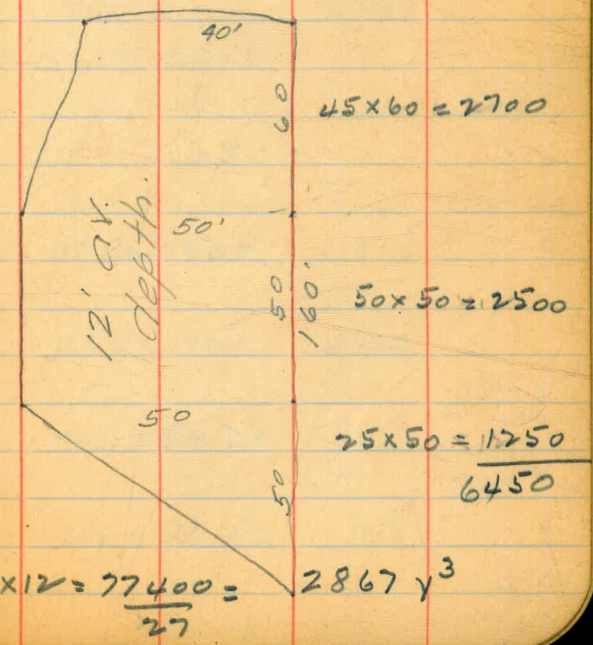 40'
60
45 x 60 = 2700
12' av.
depth.
50'
50
160'
50 x 50 = 2500
50
25 x 50 = 1250
6450
50
x 12 = 77400 = 2867 y³
27